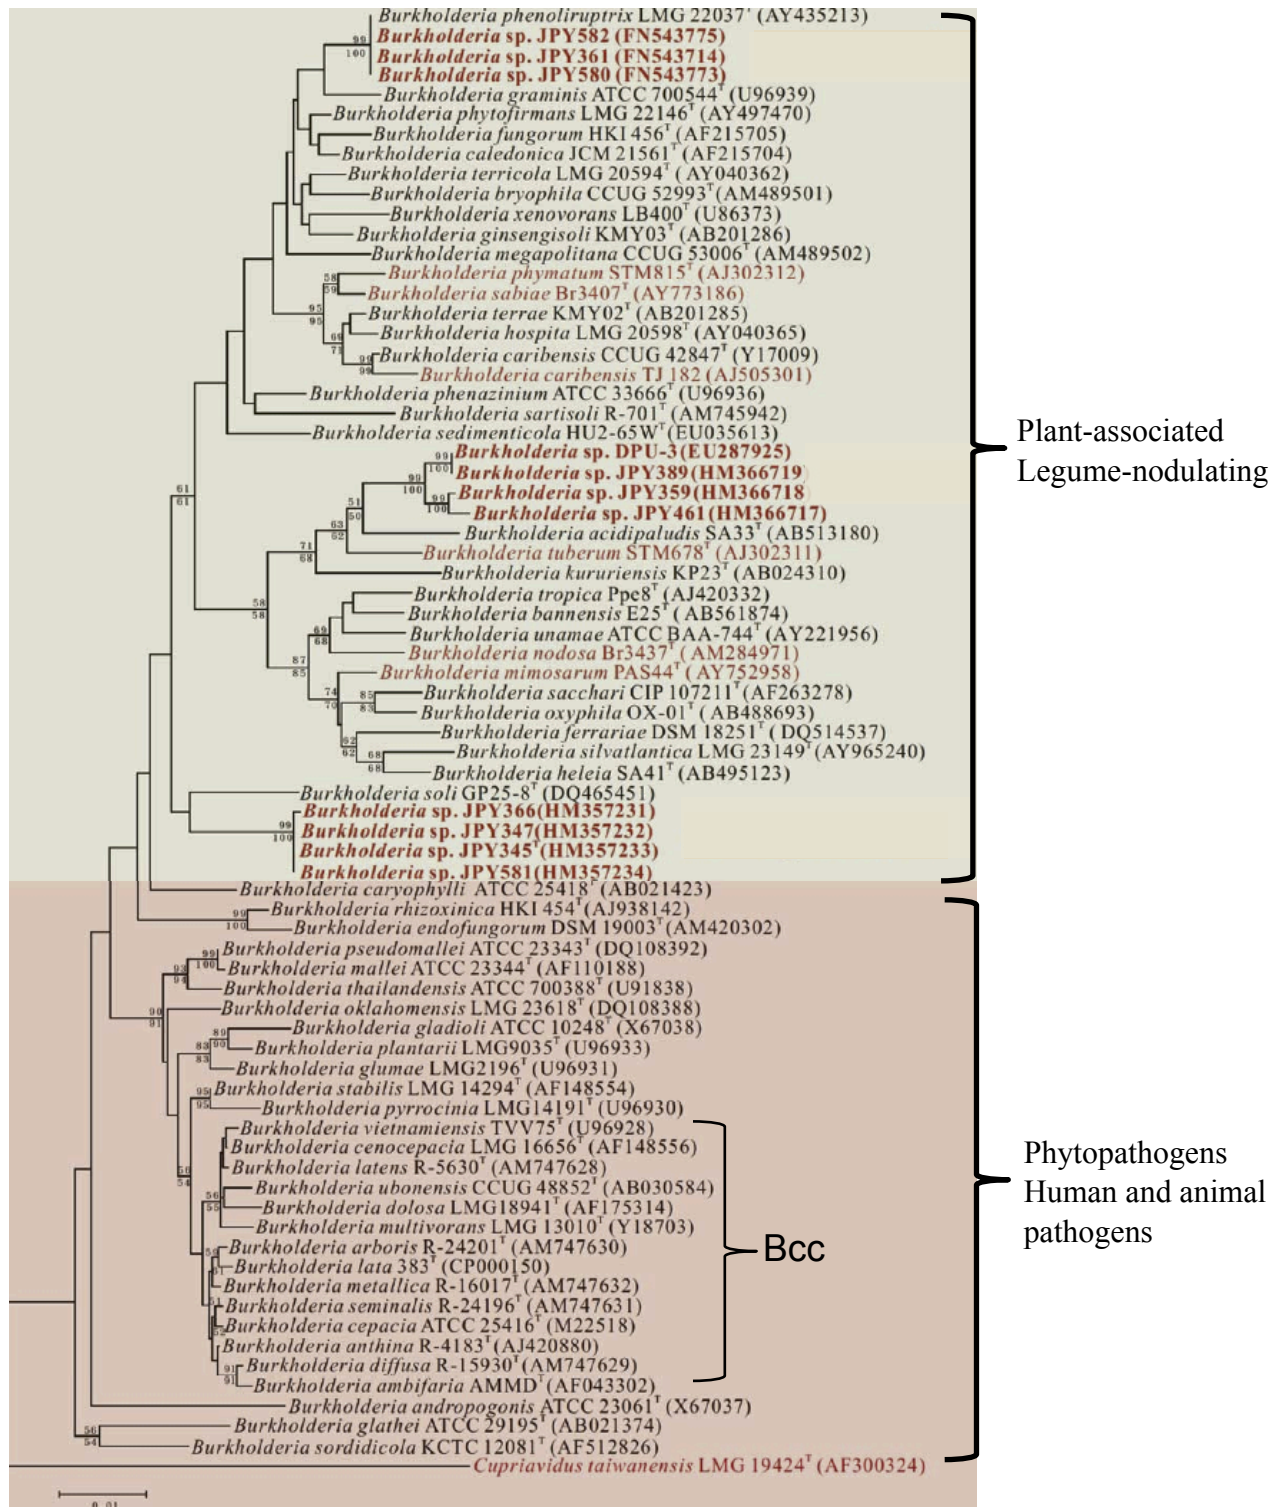 Burkholderia phenoliruptrix LMG 22037T (AY435213)
Burkholderia sp. JPY582 (FN543775)
Burkholderia sp. JPY361 (FN543714)
Burkholderia sp. JPY580 (FN543773)
Burkholderia graminis ATCC 700544T (U96939)
Burkholderia phytofirmans LMG 22146T (AY497470)
Burkholderia fungorum HKI 456T (AF215705)
Burkholderia caledonica JCM 21561T (AF215704)
Burkholderia terricola LMG 20594T (AY040362)
Burkholderia bryophila CCUG 52993T (AM489501)
Burkholderia xenovorans LB400T (U86373)
Burkholderia ginsengisoli KMY03T (AB201286)
Burkholderia megapolitana CCUG 53006T (AM489502)
Burkholderia phymatum STM815T (AJ302312)
Burkholderia sabiae Br3407T (AY773186)
Burkholderia terrae KMY02T (AB201285)
Burkholderia hospita LMG 20598T (AY040365)
Burkholderia caribensis CCUG 42847T (Y17009)
Burkholderia caribensis TJ 182 (AJ505301)
Burkholderia phenazinium ATCC 33666T (U96936)
Burkholderia sartisoli R-701T (AM745942)
Burkholderia sedimenticola HU2-65WT (EU035613)
Burkholderia sp. DPU-3(EU287925)
Burkholderia sp. JPY389(HM366719)
Burkholderia sp. JPY359(HM366718
Burkholderia sp. JPY461(HM366717)
Burkholderia acidipaludis SA33T (AB513180)
Burkholderia tuberum STM678T (AJ302311)
Burkholderia kururiensis KP23T (AB024310)
Burkholderia tropica Ppe8T (AJ420332)
Burkholderia bannensis E25T (AB561874)
Burkholderia unamae ATCC BAA-744T (AY221956)
Burkholderia nodosa Br3437T (AM284971)
Burkholderia mimosarum PAS44T (AY752958)
Burkholderia sacchari CIP 107211T (AF263278)
Burkholderia oxyphila OX-01T (AB488693)
Burkholderia ferrariae DSM 18251T (DQ514537)
Burkholderia silvatlantica LMG 23149T (AY965240)
Burkholderia heleia SA41T (AB495123)
Burkholderia soli GP25-8T (DQ465451)
Burkholderia sp. JPY366(HM357231)
Burkholderia sp. JPY347(HM357232)
Burkholderia sp. JPY345T(HM357233)
Burkholderia sp. JPY581(HM357234)
Plant-associated
Legume-nodulating
Burkholderia caryophylli ATCC 25418T (AB021423)
Burkholderia rhizoxinica HKI 454T (AJ938142)
Burkholderia endofungorum DSM 19003T (AM420302)
Burkholderia pseudomallei ATCC 23343T (DQ108392)
Burkholderia mallei ATCC 23344T (AF110188)
Burkholderia thailandensis ATCC 700388T (U91838)
Burkholderia oklahomensis LMG 23618T (DQ108388)
Burkholderia gladioli ATCC 10248T (X67038)
Burkholderia plantarii LMG9035T (U96933)
Burkholderia glumae LMG2196T (U96931)
Burkholderia stabilis LMG 14294T (AF148554)
Burkholderia pyrrocinia LMG14191T (U96930)
Burkholderia vietnamiensis TVV75T (U96928)
Burkholderia cenocepacia LMG 16656T (AF148556)
Burkholderia latens R-5630T (AM747628)
Burkholderia ubonensis CCUG 48852T (AB030584)
Burkholderia dolosa LMG18941T (AF175314)
Burkholderia multivorans LMG 13010T (Y18703)
Burkholderia arboris R-24201T (AM747630)
Burkholderia lata 383T (CP000150)
Burkholderia metallica R-16017T (AM747632)
Burkholderia seminalis R-24196T (AM747631)
Burkholderia cepacia ATCC 25416T (M22518)
Burkholderia anthina R-4183T (AJ420880)
Burkholderia diffusa R-15930T (AM747629)
Burkholderia ambifaria AMMDT (AF043302)
Bcc
Burkholderia andropogonis ATCC 23061T (X67037)
Burkholderia glathei ATCC 29195T (AB021374)
Burkholderia sordidicola KCTC 12081T (AF512826)
Cupriavidus taiwanensis LMG 19424T (AF300324)
Phytopathogens
Human and animal
pathogens
0.01